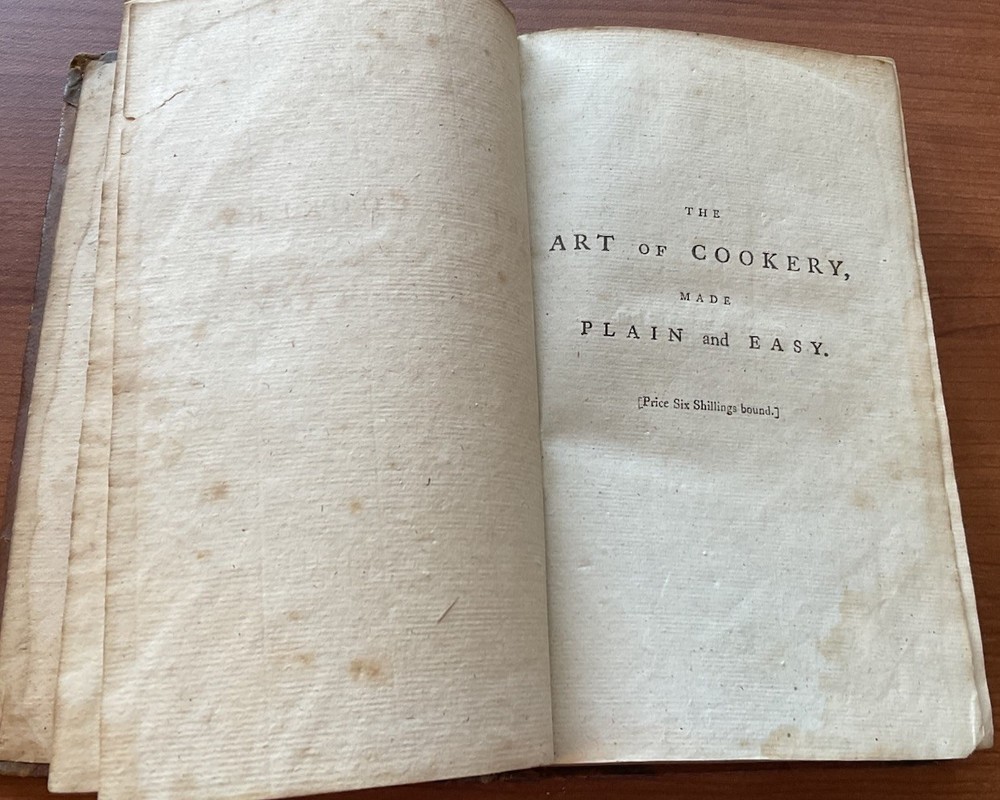 THE
ART OF COOKERY,
MADE
PLAIN and EASY.
[Price Six Shillings bound.]